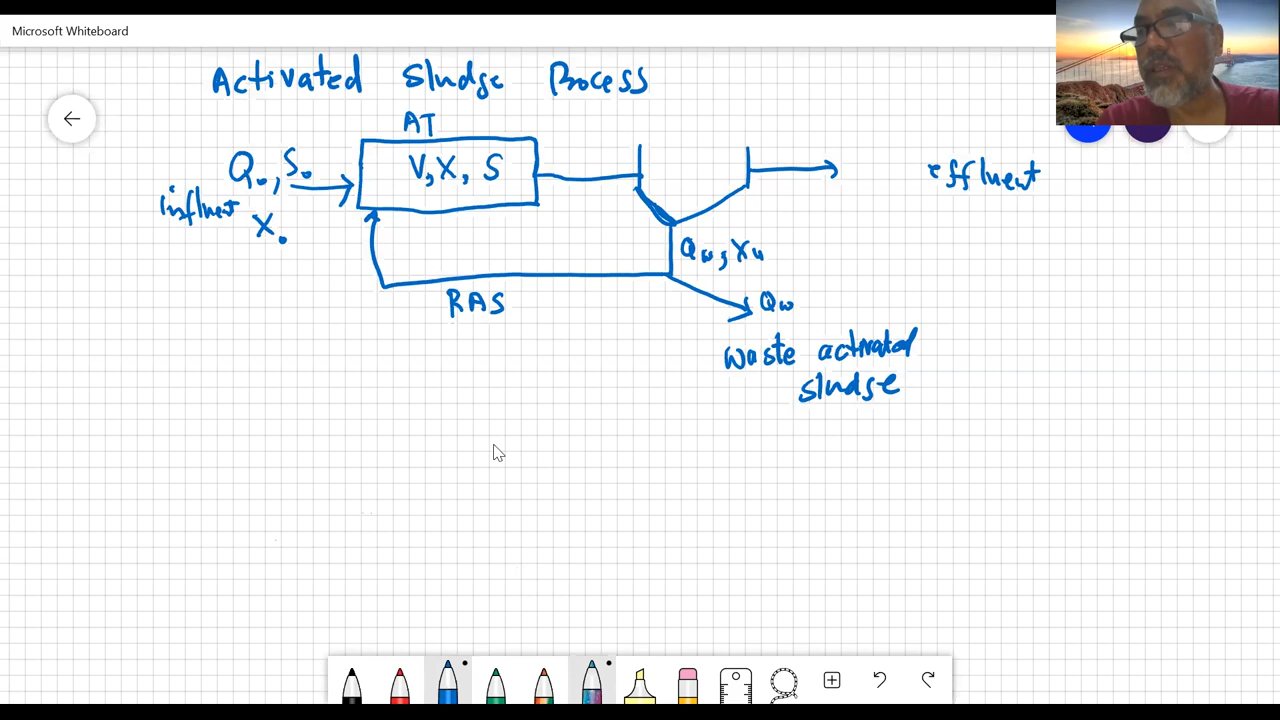 Microsoft Whiteboard
Activated Sludge Process
AT
Q₀, S₀
V, X, S
effluent
influent
X₀
Qu, Xu
RAS
Qw
waste activated
sludge